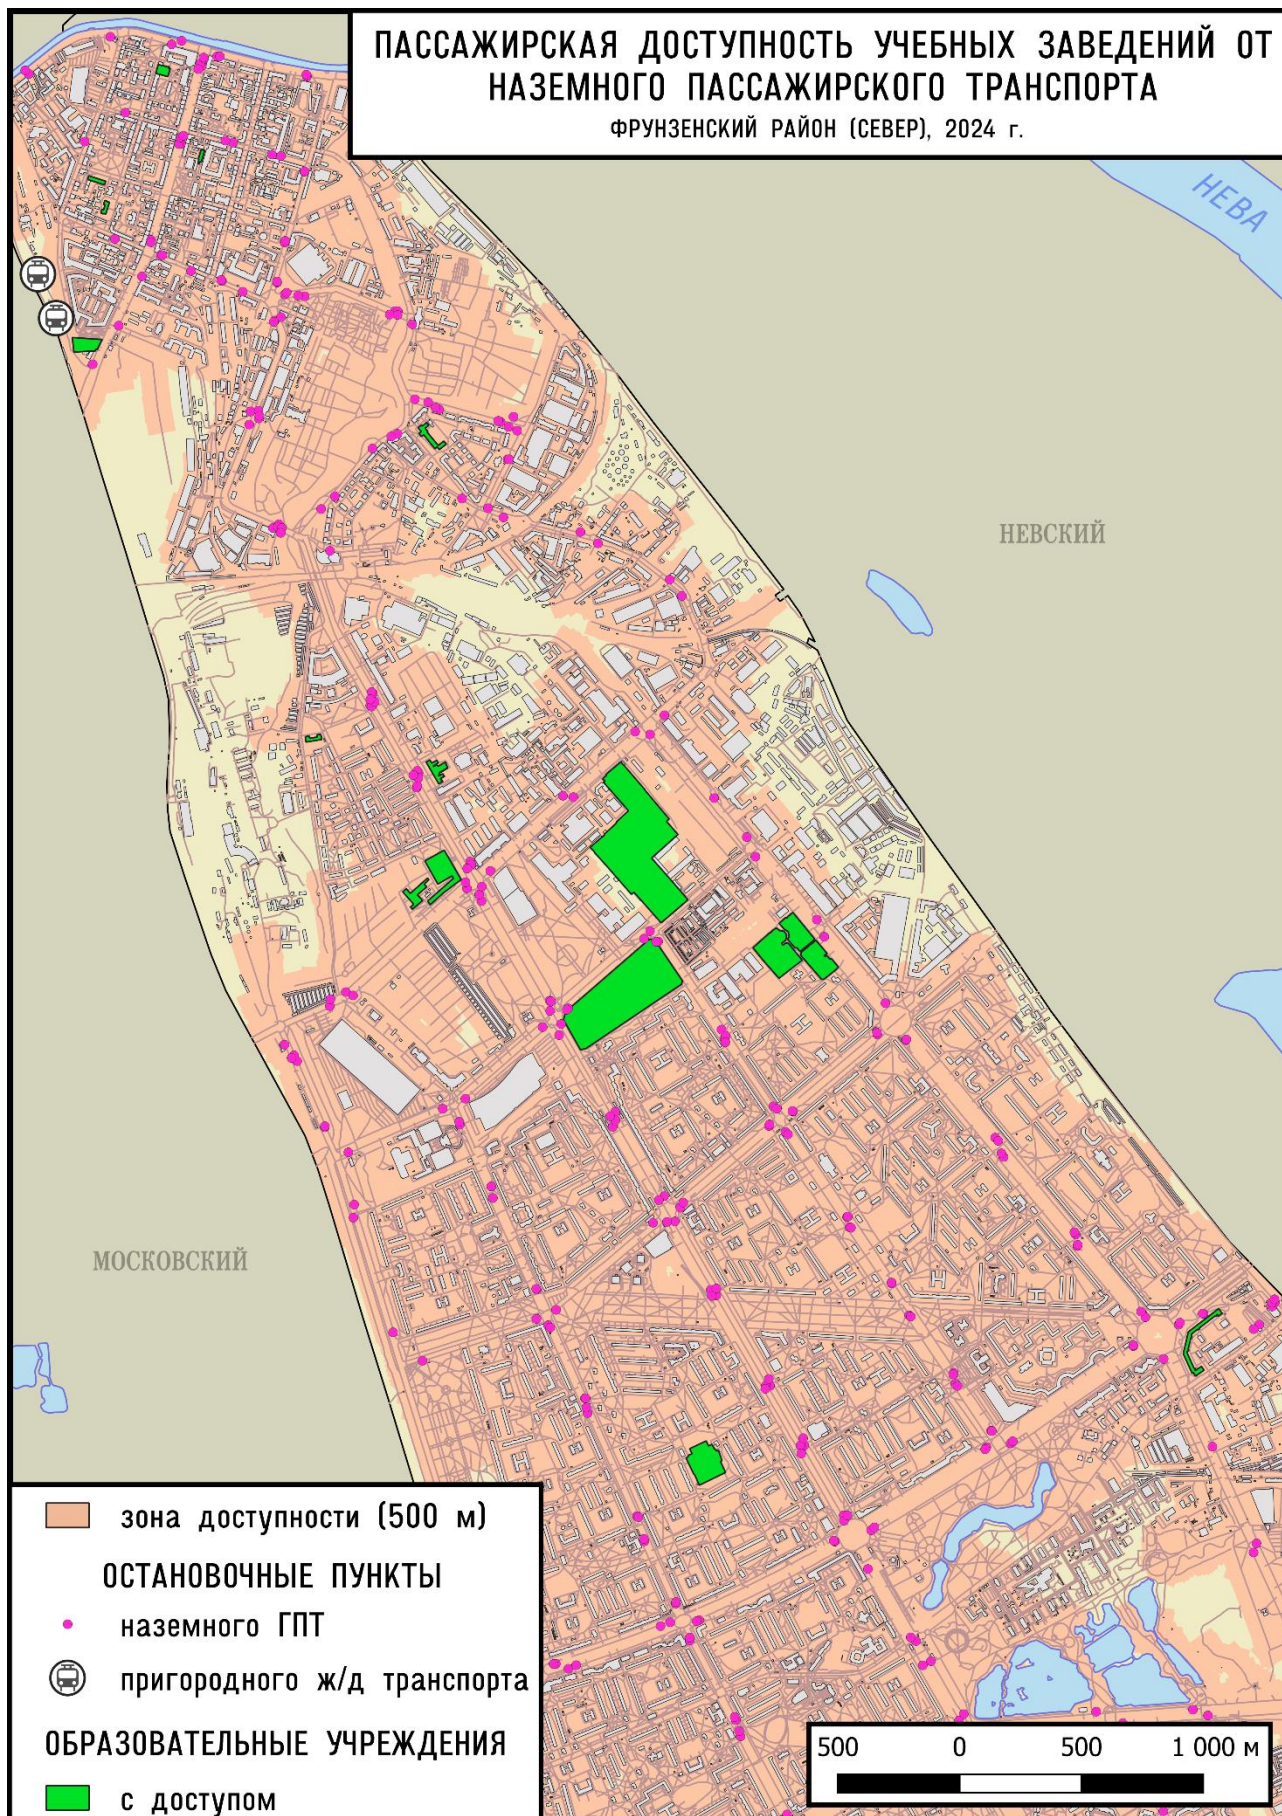 ПАССАЖИРСКАЯ ДОСТУПНОСТЬ УЧЕБНЫХ ЗАВЕДЕНИЙ ОТ
НАЗЕМНОГО ПАССАЖИРСКОГО ТРАНСПОРТА
ФРУНЗЕНСКИЙ РАЙОН (СЕВЕР), 2024 г.
НЕВА
НЕВСКИЙ
МОСКОВСКИЙ
зона доступности (500 м)
ОСТАНОВОЧНЫЕ ПУНКТЫ
наземного ГПТ
пригородного ж/д транспорта
ОБРАЗОВАТЕЛЬНЫЕ УЧРЕЖДЕНИЯ
с доступом
500 0 500 1 000 м